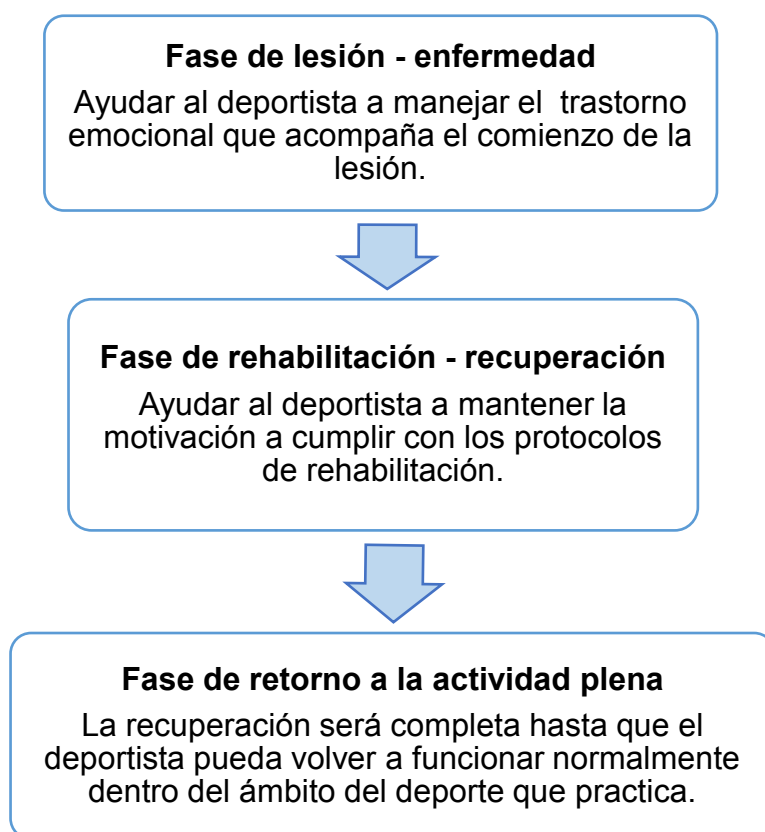 Fase de lesión - enfermedad
Ayudar al deportista a manejar el  trastorno
emocional que acompaña el comienzo de la
lesión.
Fase de rehabilitación - recuperación
Ayudar al deportista a mantener la
motivación a cumplir con los protocolos
de rehabilitación.
Fase de retorno a la actividad plena
La recuperación será completa hasta que el
deportista pueda volver a funcionar normalmente
dentro del ámbito del deporte que practica.